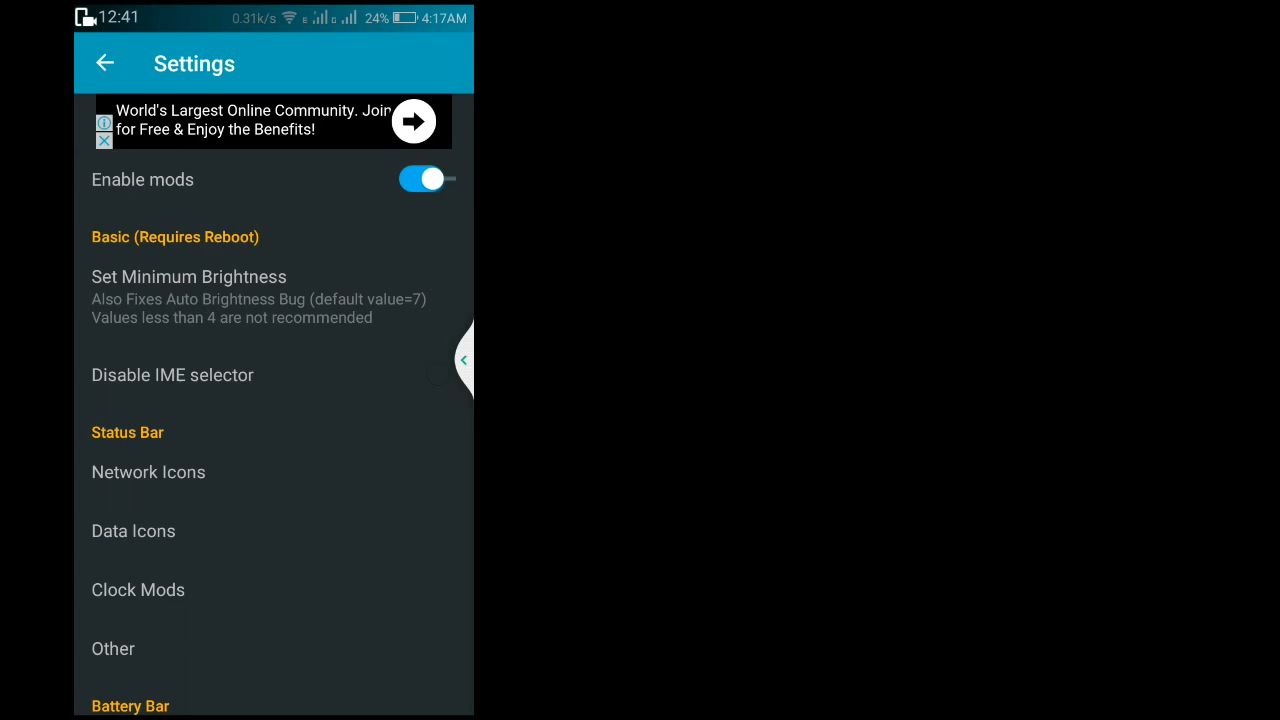 12:41 0.31k/s 24% 4:17AM
Settings
World's Largest Online Community. Join
for Free & Enjoy the Benefits!
Enable mods
Basic (Requires Reboot)
Set Minimum Brightness
Also Fixes Auto Brightness Bug (default value=7)
Values less than 4 are not recommended
Disable IME selector
Status Bar
Network Icons
Data Icons
Clock Mods
Other
Battery Bar